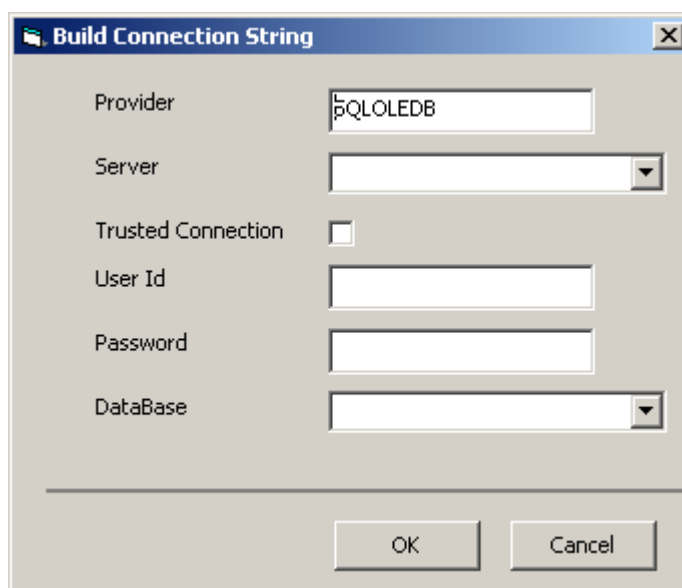 Build Connection String
Provider
SQLOLEDB
Server
Trusted Connection
User Id
Password
DataBase
OK
Cancel